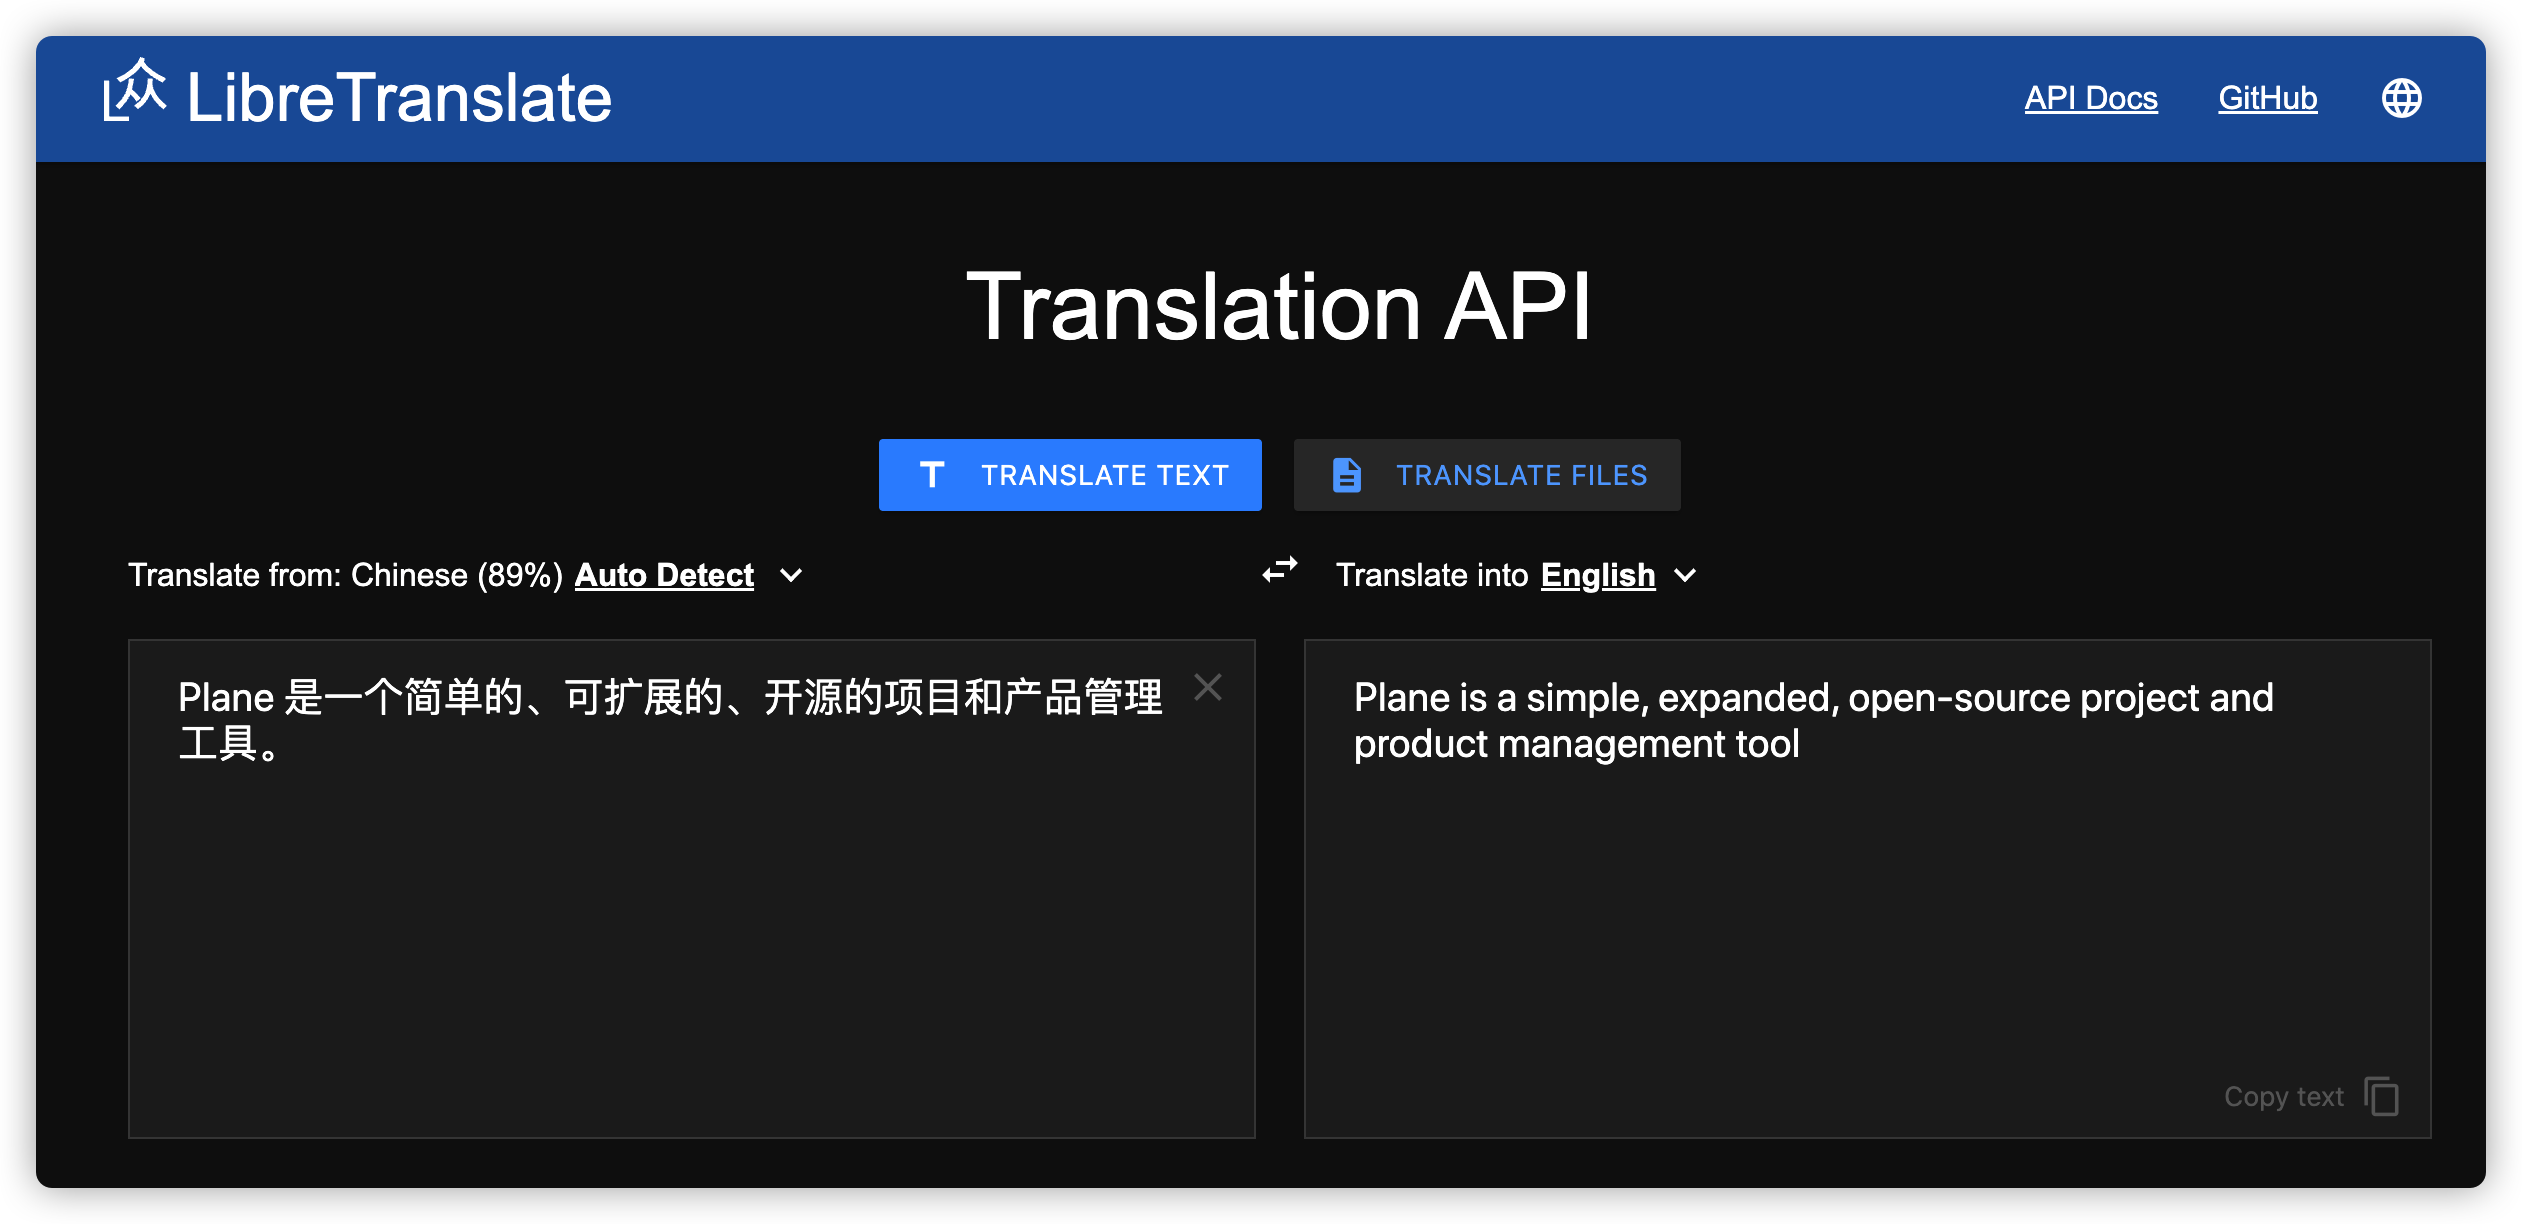 LibreTranslate
API Docs
GitHub
Translation API
TRANSLATE TEXT
TRANSLATE FILES
Translate from: Chinese (89%) Auto Detect
Translate into English
Plane 是一个简单的、可扩展的、开源的项目和产品管理
工具。
Plane is a simple, expanded, open-source project and
product management tool
Copy text